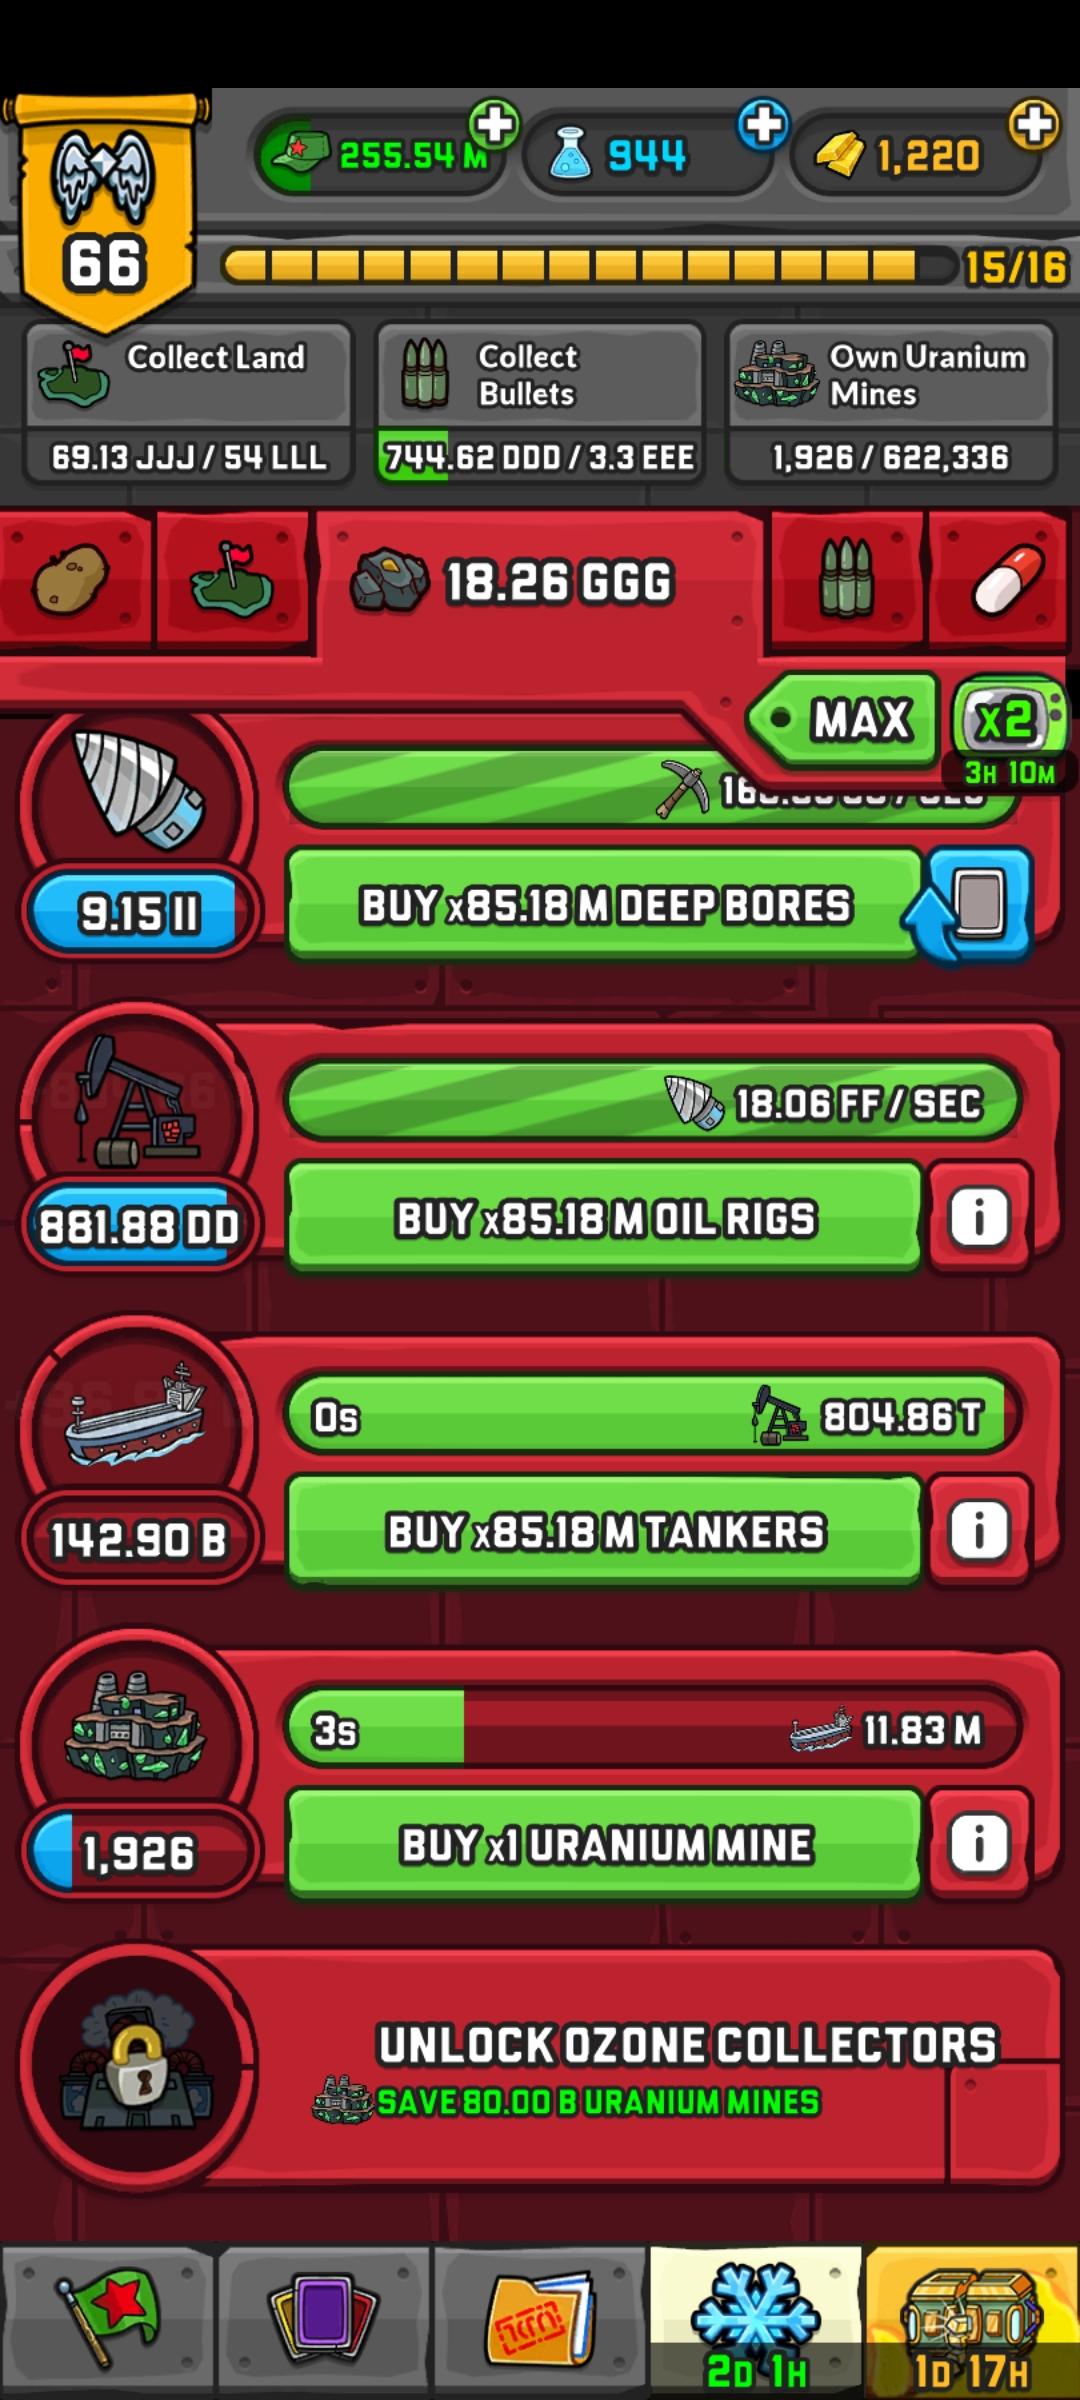 255.54 M
944
1,220
66
15/16
Collect Land
69.13 JJJ / 54 LLL
Collect
Bullets
744.62 DDD / 3.3 EEE
Own Uranium
Mines
1,926 / 622,336
18.26 GGG
MAX
x2
3H 10M
9.15 II
BUY x85.18 M DEEP BORES
18.06 FF / SEC
881.88 DD
BUY x85.18 M OIL RIGS
i
0s
804.86 T
142.90 B
BUY x85.18 M TANKERS
i
3s
11.83 M
1,926
BUY x1 URANIUM MINE
i
UNLOCK OZONE COLLECTORS
SAVE 80.00 B URANIUM MINES
2D 1H
1D 17H